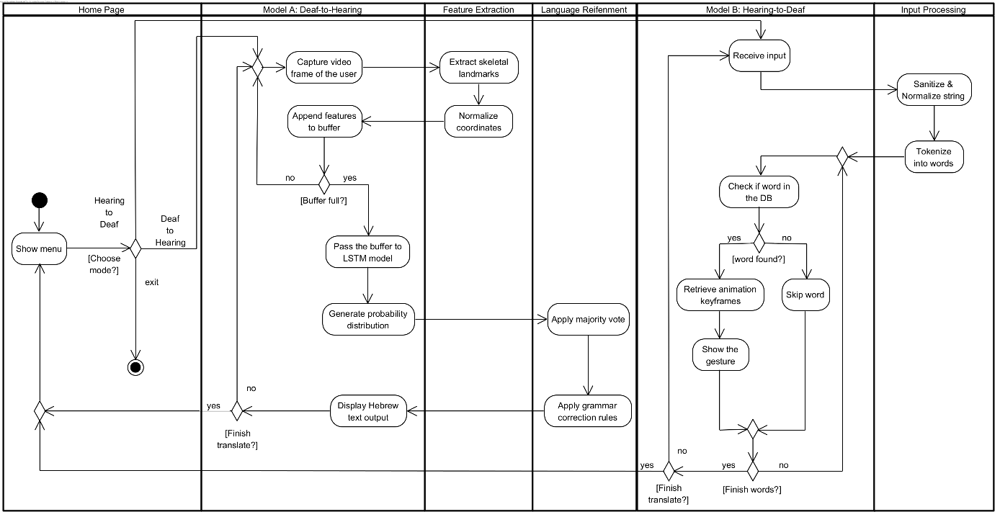 Home Page
Model A: Deaf-to-Hearing
Feature Extraction
Language Reifenment
Model B: Hearing-to-Deaf
Input Processing
Show menu
[Choose
mode?]
Hearing
to
Deaf
Deaf
to
Hearing
exit
Capture video
frame of the user
Extract skeletal
landmarks
Normalize
coordinates
Append features
to buffer
no
yes
[Buffer full?]
Pass the buffer to
LSTM model
Generate probability
distribution
Apply majority vote
Apply grammar
correction rules
Display Hebrew
text output
no
yes
[Finish
translate?]
Receive input
Sanitize &
Normalize string
Tokenize
into words
Check if word in
the DB
yes
no
[word found?]
Retrieve animation
keyframes
Skip word
Show the
gesture
no
yes
yes
no
[Finish words?]
[Finish
translate?]